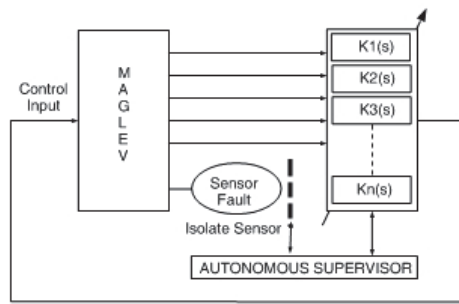 Control
Input
M
A
G
L
E
V
K1(s)
K2(s)
K3(s)
Kn(s)
Sensor
Fault
Isolate Sensor
AUTONOMOUS SUPERVISOR